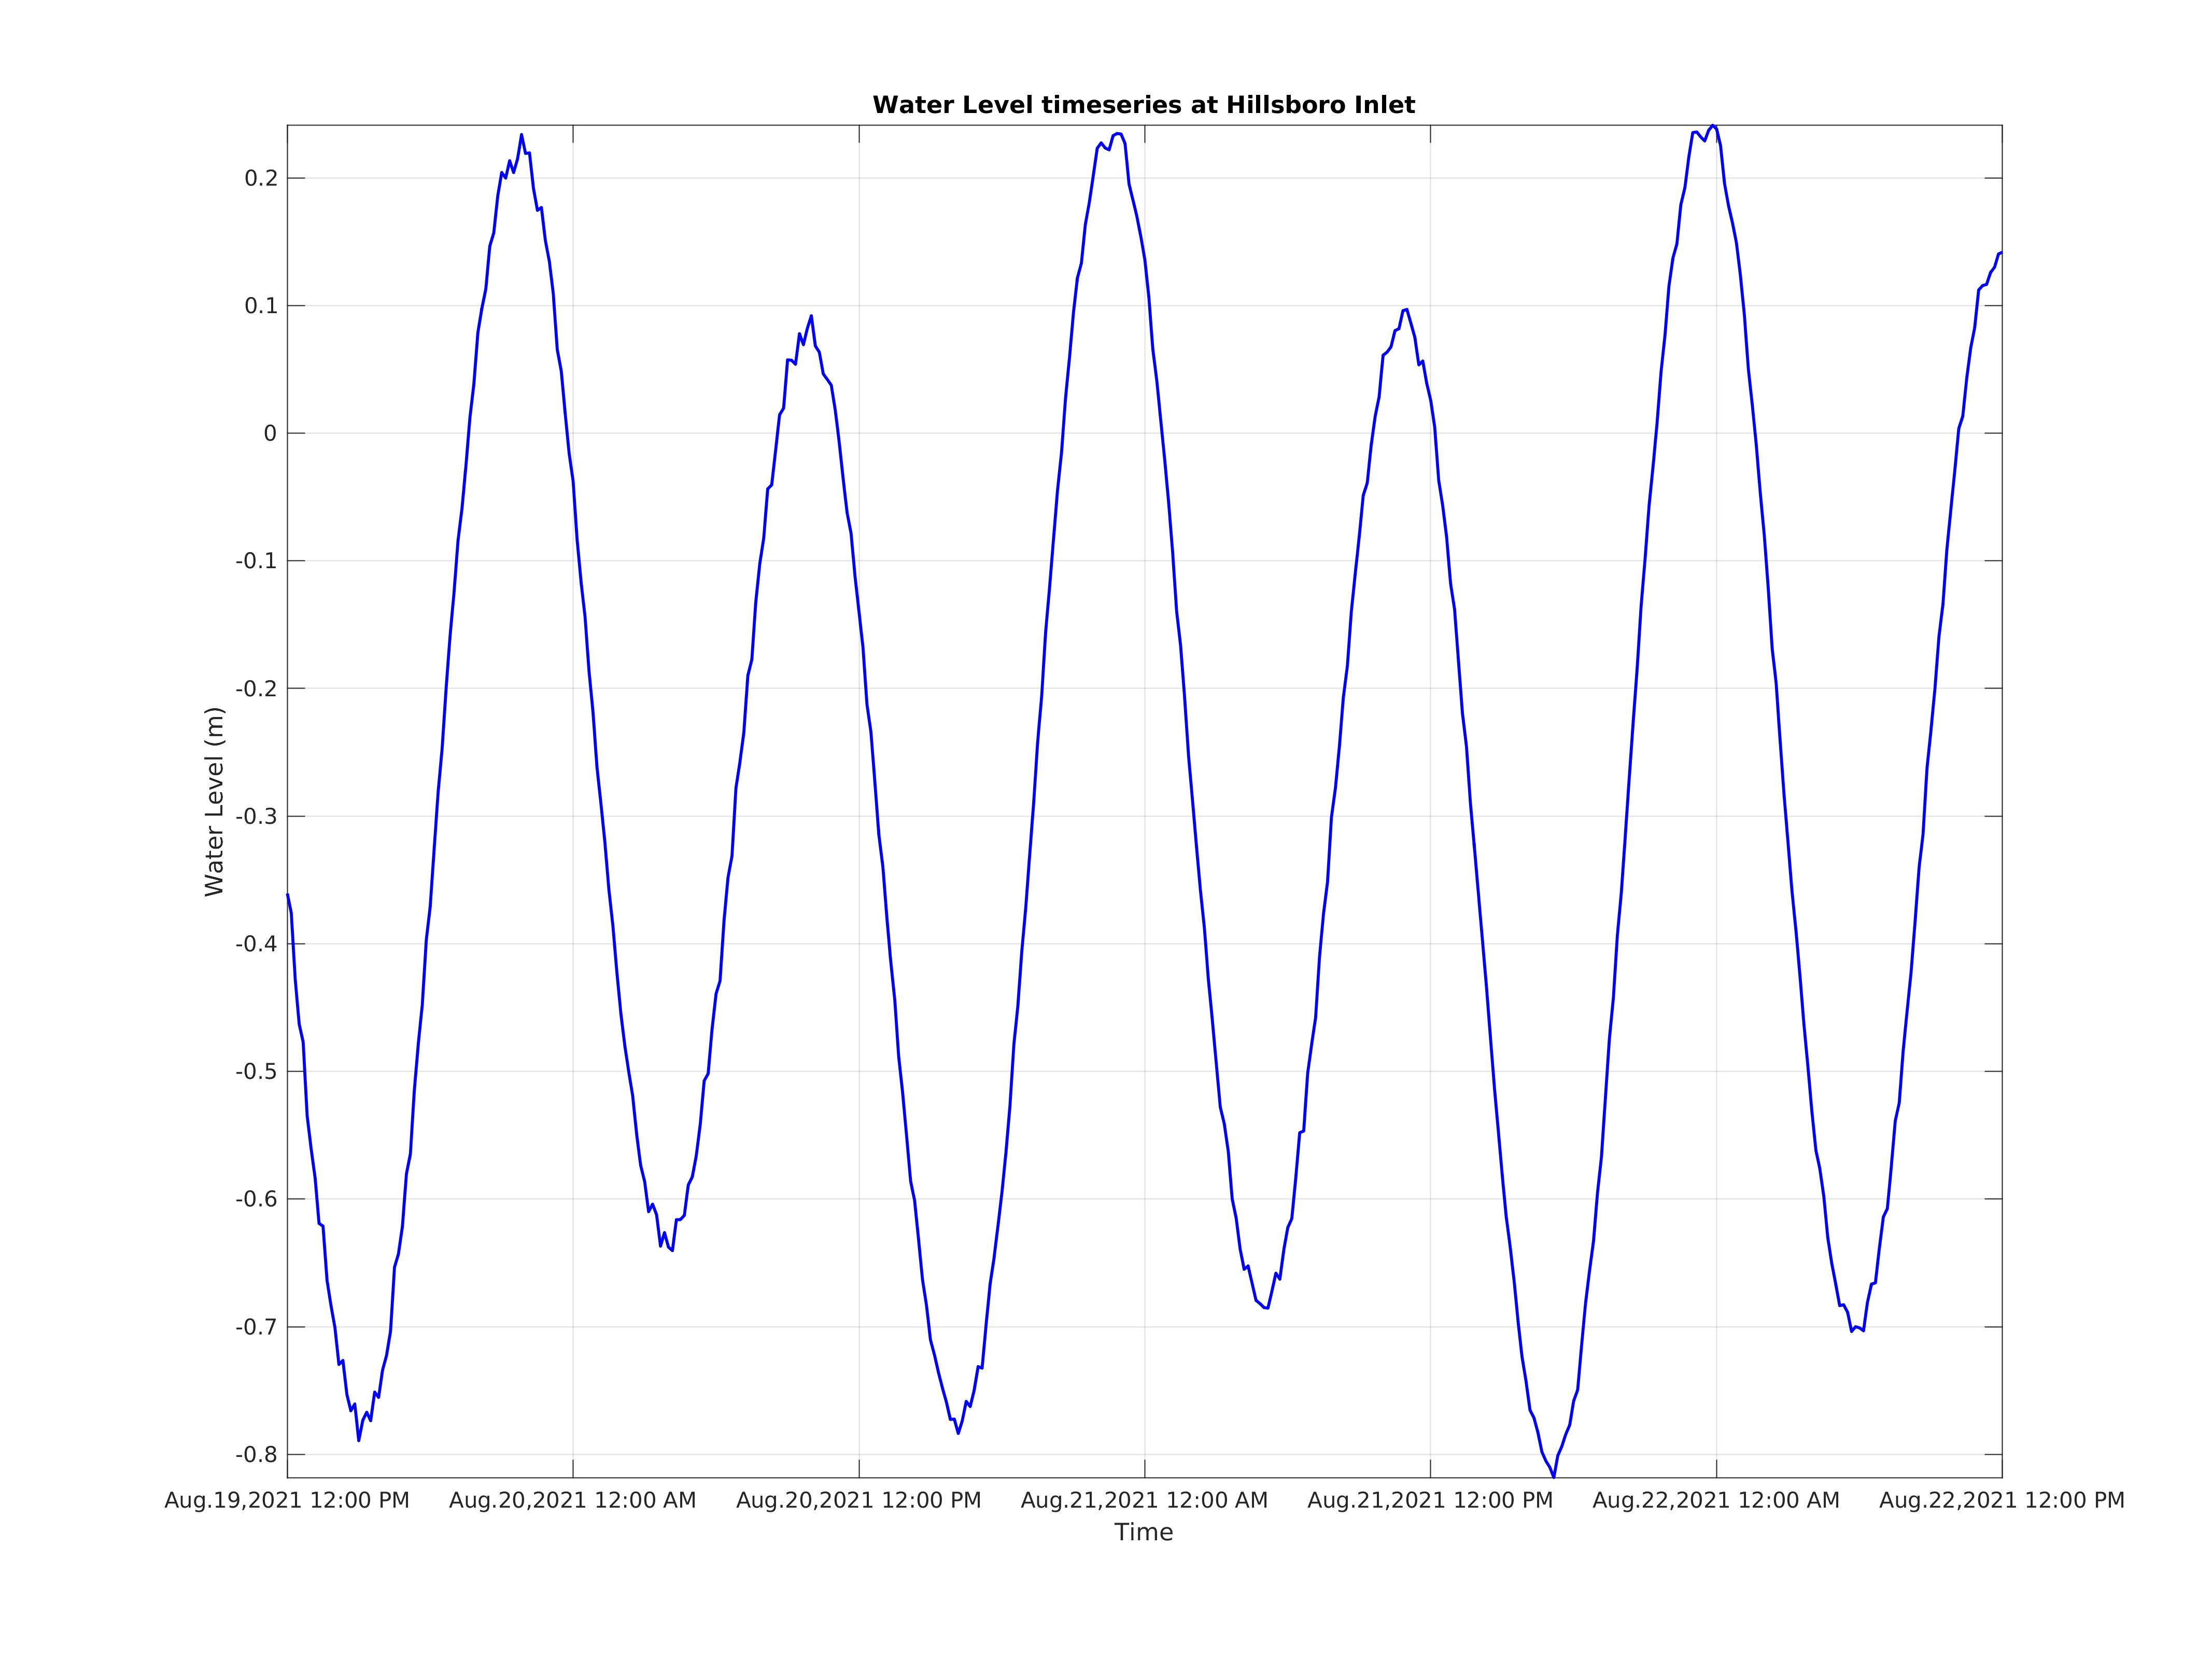 Water Level timeseries at Hillsboro Inlet
0.2
0.1
0
-0.1
-0.2
-0.3
-0.4
-0.5
-0.6
-0.7
-0.8
Water Level (m)
Aug.19,2021 12:00 PM Aug.20,2021 12:00 AM Aug.20,2021 12:00 PM Aug.21,2021 12:00 AM Aug.21,2021 12:00 PM Aug.22,2021 12:00 AM Aug.22,2021 12:00 PM
Time